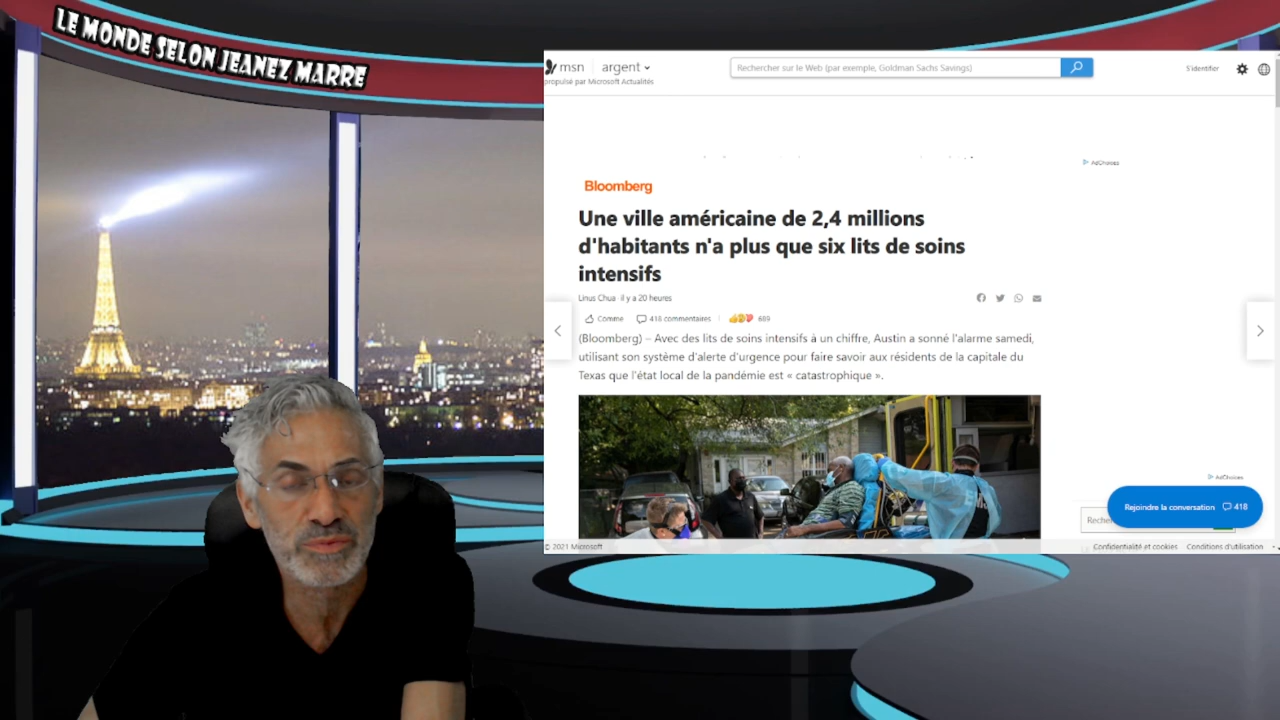 LE MONDE SELON JEANEZ MARRE
msn argent
propulsé par Microsoft Actualités
Rechercher sur le Web (par exemple, Goldman Sachs Savings)
S'identifier
AdChoices
Bloomberg
Une ville américaine de 2,4 millions
d'habitants n'a plus que six lits de soins
intensifs
Linus Chua il y a 20 heures
Comme 418 commentaires 689
(Bloomberg) – Avec des lits de soins intensifs à un chiffre, Austin a sonné l'alarme samedi,
utilisant son système d'alerte d'urgence pour faire savoir aux résidents de la capitale du
Texas que l'état local de la pandémie est « catastrophique ».
AdChoices
Rejoindre la conversation 418
© 2021 Microsoft
Confidentialité et cookies Conditions d'utilisation